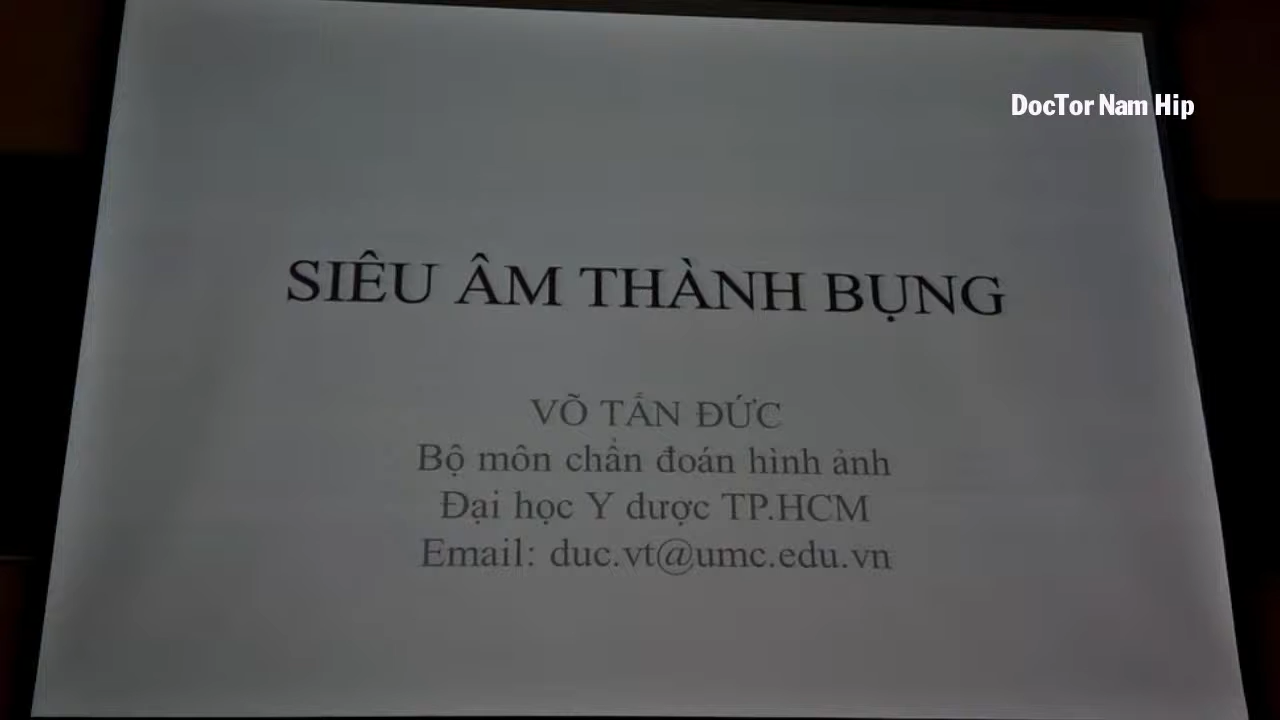 DocTor Nam Hip
SIÊU ÂM THÀNH BỤNG
VÕ TẤN ĐỨC
Bộ môn chẩn đoán hình ảnh
Đại học Y dược TP.HCM
Email: duc.vt@umc.edu.vn